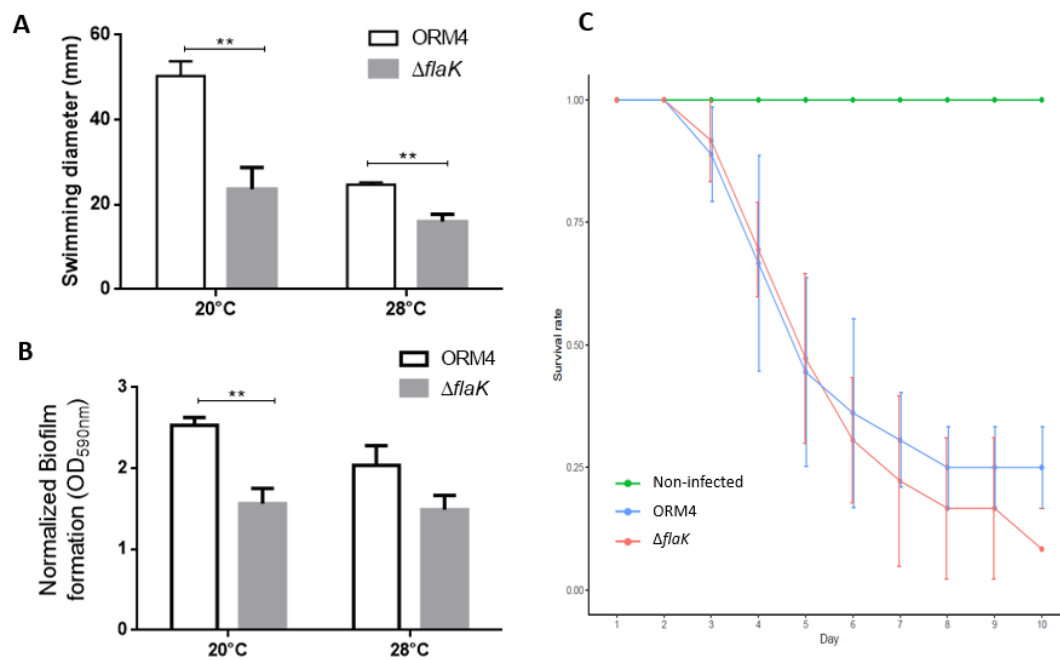 A
Swimming diameter (mm)
60
40
20
0
**
**
ORM4
ΔflaK
20°C
28°C
B
Normalized Biofilm
formation (OD590nm)
3
2
1
0
**
ORM4
ΔflaK
20°C
28°C
C
Survival rate
1.00
0.75
0.50
0.25
0.00
Non-infected
ORM4
ΔflaK
1 2 3 4 5 6 7 8 9 10
Day